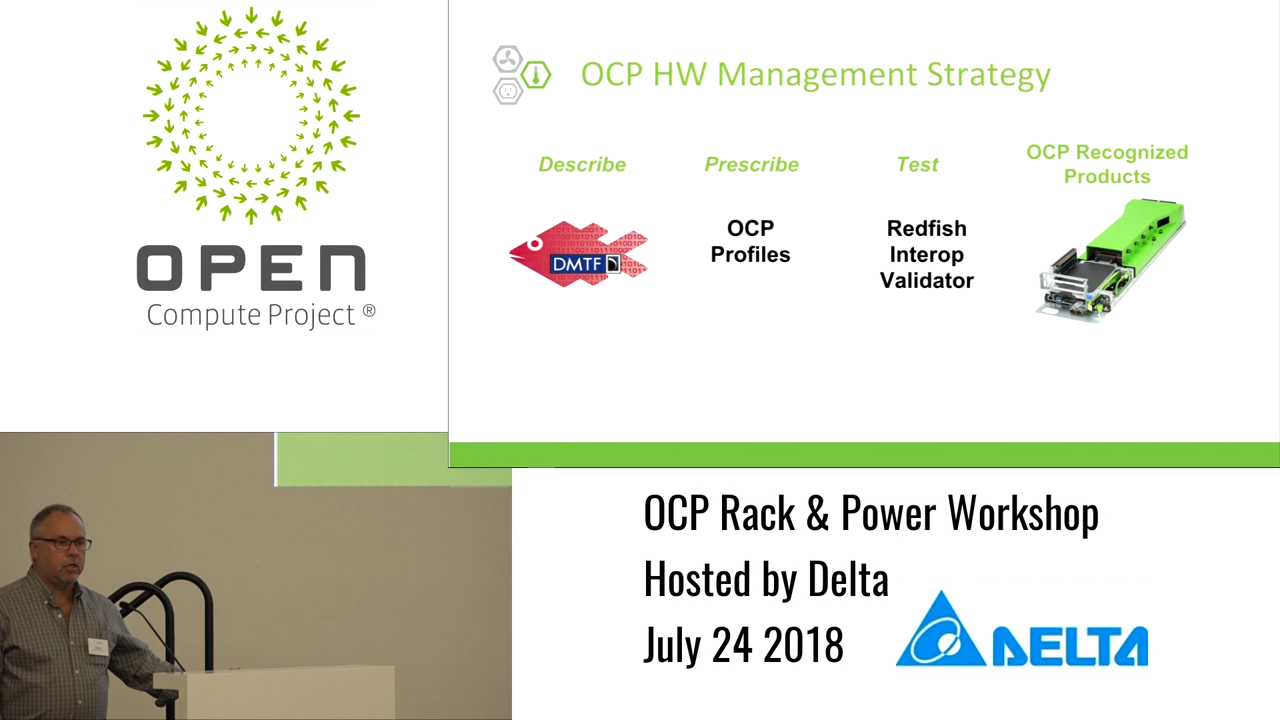 OPEN
Compute Project ®
OCP HW Management Strategy
Describe
Prescribe
Test
OCP Recognized
Products
DMTF
OCP
Profiles
Redfish
Interop
Validator
OCP Rack & Power Workshop
Hosted by Delta
July 24 2018
DELTA